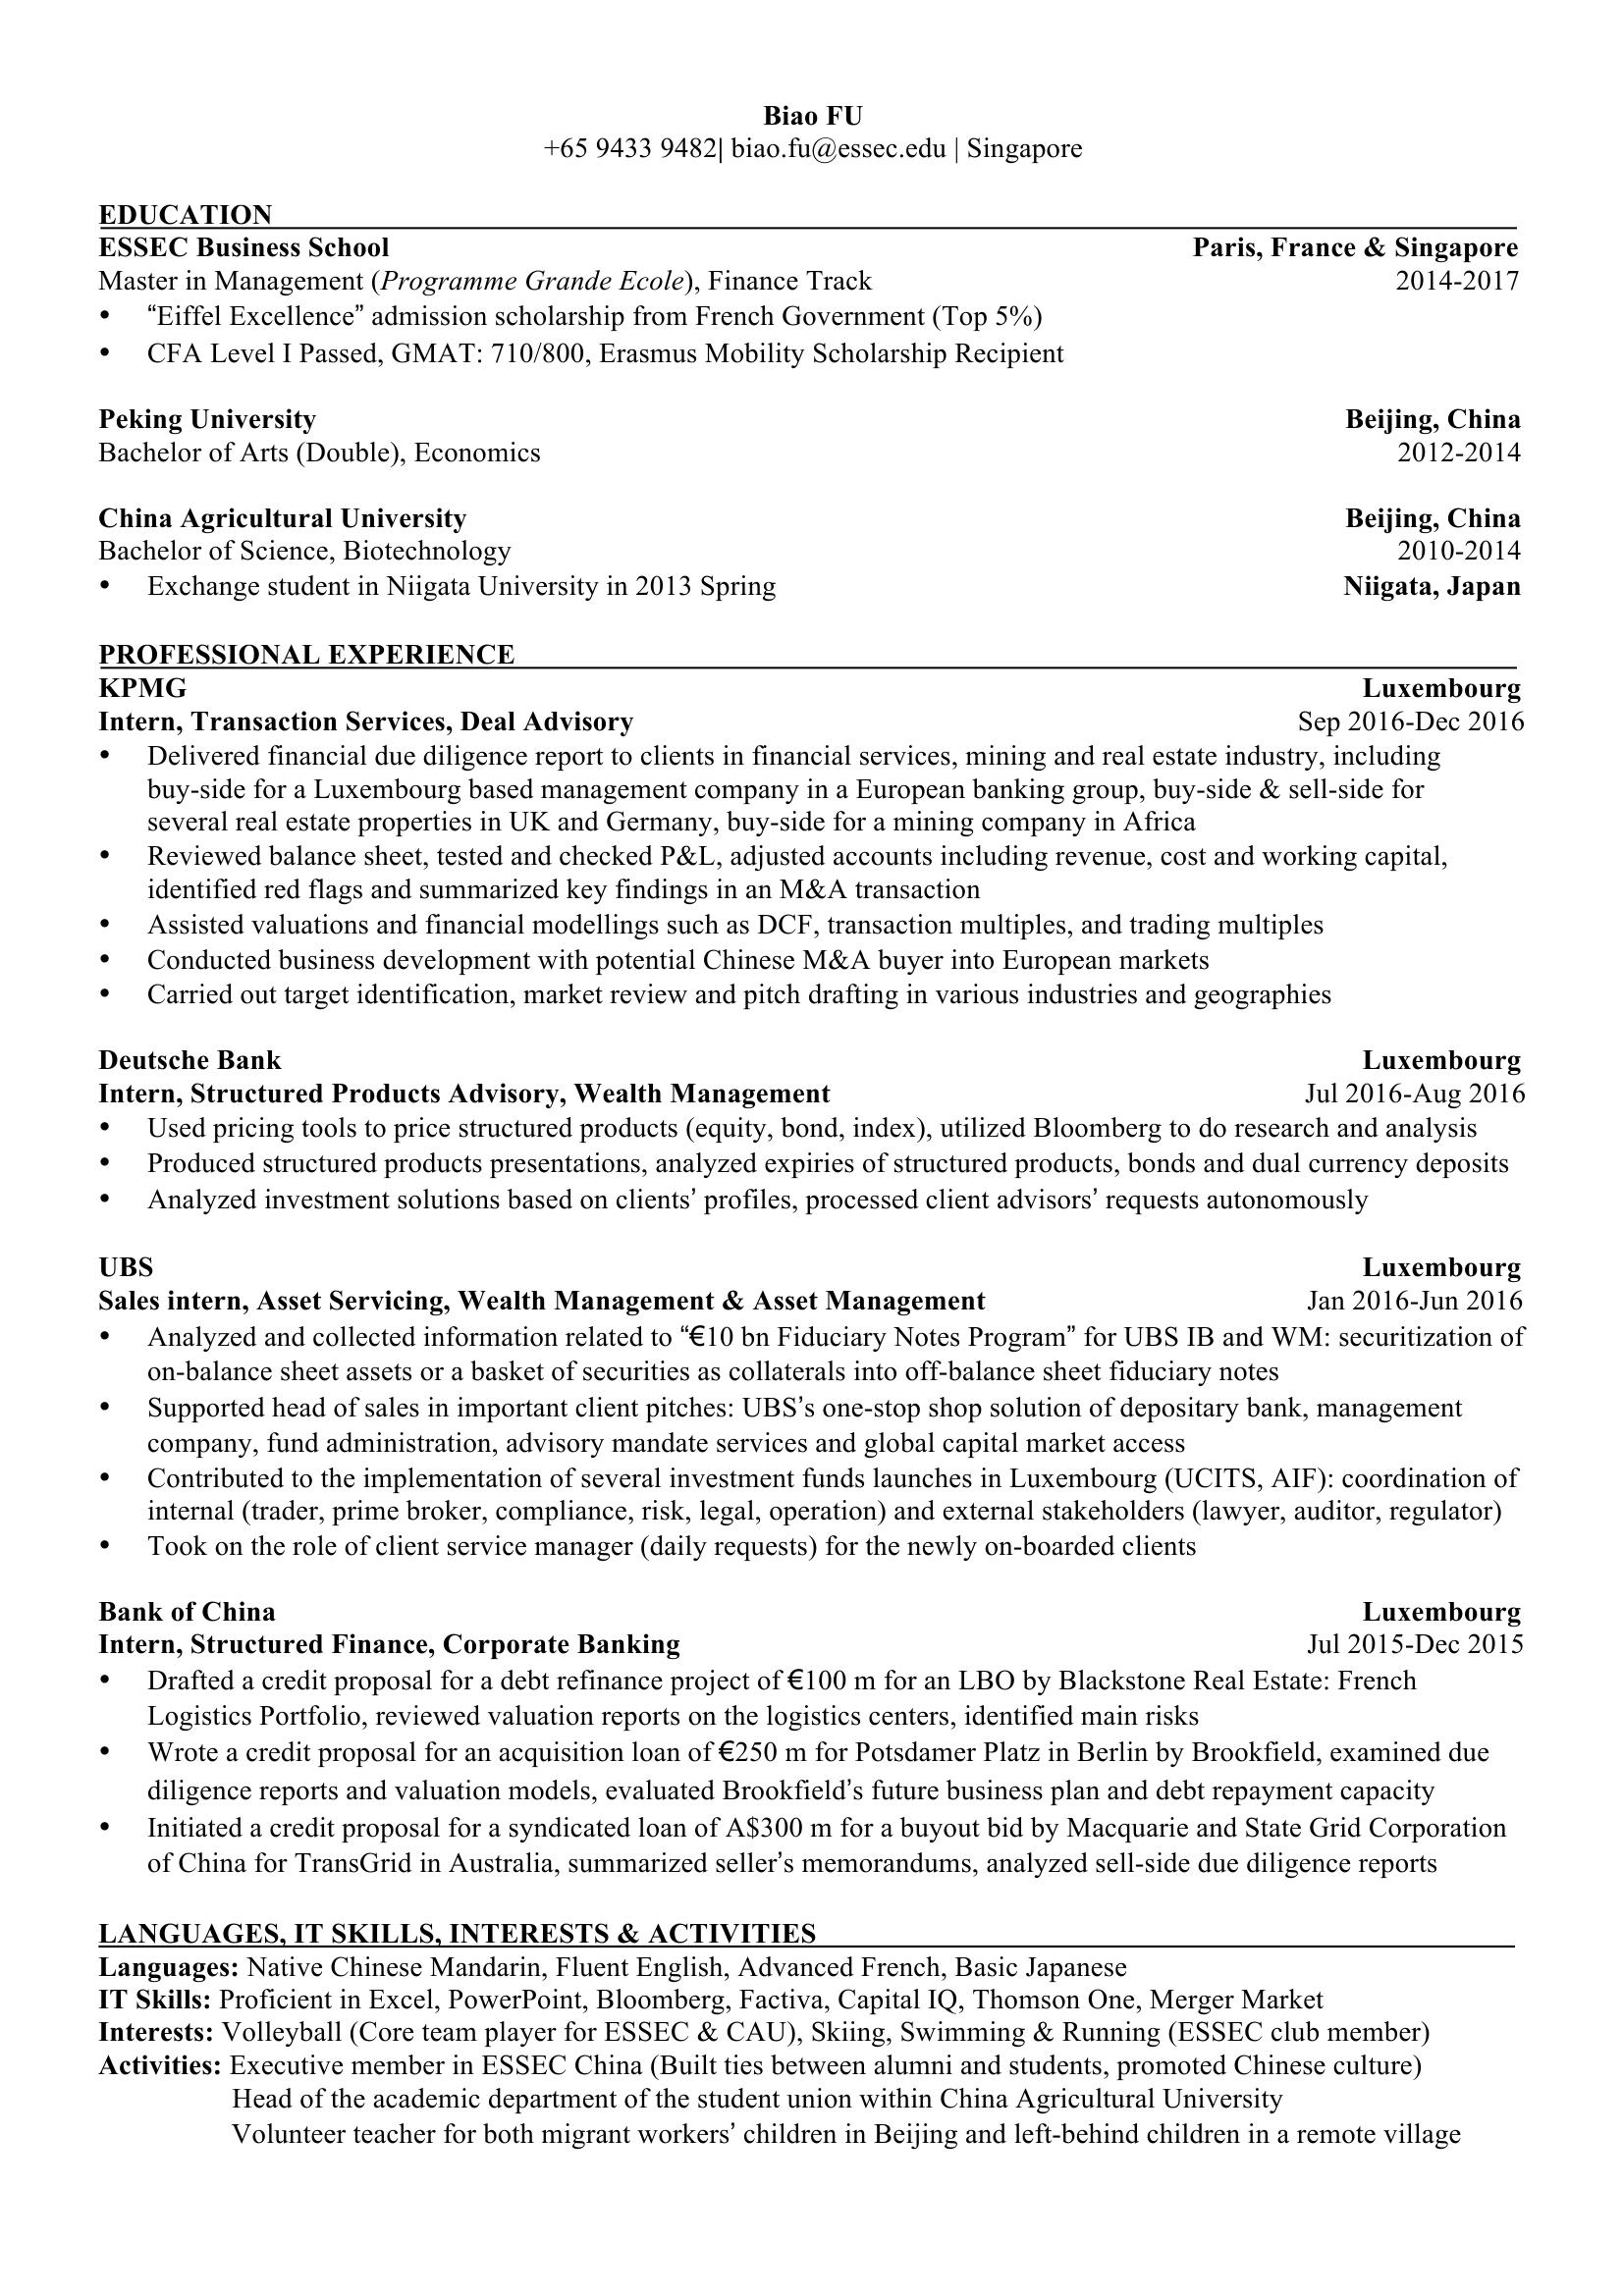 Biao FU
+65 9433 9482| biao.fu@essec.edu | Singapore
EDUCATION
ESSEC Business School Paris, France & Singapore
Master in Management (Programme Grande Ecole), Finance Track 2014-2017
• “Eiffel Excellence” admission scholarship from French Government (Top 5%)
• CFA Level I Passed, GMAT: 710/800, Erasmus Mobility Scholarship Recipient
Peking University Beijing, China
Bachelor of Arts (Double), Economics 2012-2014
China Agricultural University Beijing, China
Bachelor of Science, Biotechnology 2010-2014
• Exchange student in Niigata University in 2013 Spring Niigata, Japan
PROFESSIONAL EXPERIENCE
KPMG Luxembourg
Intern, Transaction Services, Deal Advisory Sep 2016-Dec 2016
• Delivered financial due diligence report to clients in financial services, mining and real estate industry, including
buy-side for a Luxembourg based management company in a European banking group, buy-side & sell-side for
several real estate properties in UK and Germany, buy-side for a mining company in Africa
• Reviewed balance sheet, tested and checked P&L, adjusted accounts including revenue, cost and working capital,
identified red flags and summarized key findings in an M&A transaction
• Assisted valuations and financial modellings such as DCF, transaction multiples, and trading multiples
• Conducted business development with potential Chinese M&A buyer into European markets
• Carried out target identification, market review and pitch drafting in various industries and geographies
Deutsche Bank Luxembourg
Intern, Structured Products Advisory, Wealth Management Jul 2016-Aug 2016
• Used pricing tools to price structured products (equity, bond, index), utilized Bloomberg to do research and analysis
• Produced structured products presentations, analyzed expiries of structured products, bonds and dual currency deposits
• Analyzed investment solutions based on clients’ profiles, processed client advisors’ requests autonomously
UBS Luxembourg
Sales intern, Asset Servicing, Wealth Management & Asset Management Jan 2016-Jun 2016
• Analyzed and collected information related to “€10 bn Fiduciary Notes Program” for UBS IB and WM: securitization of
on-balance sheet assets or a basket of securities as collaterals into off-balance sheet fiduciary notes
• Supported head of sales in important client pitches: UBS’s one-stop shop solution of depositary bank, management
company, fund administration, advisory mandate services and global capital market access
• Contributed to the implementation of several investment funds launches in Luxembourg (UCITS, AIF): coordination of
internal (trader, prime broker, compliance, risk, legal, operation) and external stakeholders (lawyer, auditor, regulator)
• Took on the role of client service manager (daily requests) for the newly on-boarded clients
Bank of China Luxembourg
Intern, Structured Finance, Corporate Banking Jul 2015-Dec 2015
• Drafted a credit proposal for a debt refinance project of €100 m for an LBO by Blackstone Real Estate: French
Logistics Portfolio, reviewed valuation reports on the logistics centers, identified main risks
• Wrote a credit proposal for an acquisition loan of €250 m for Potsdamer Platz in Berlin by Brookfield, examined due
diligence reports and valuation models, evaluated Brookfield’s future business plan and debt repayment capacity
• Initiated a credit proposal for a syndicated loan of A$300 m for a buyout bid by Macquarie and State Grid Corporation
of China for TransGrid in Australia, summarized seller’s memorandums, analyzed sell-side due diligence reports
LANGUAGES, IT SKILLS, INTERESTS & ACTIVITIES
Languages: Native Chinese Mandarin, Fluent English, Advanced French, Basic Japanese
IT Skills: Proficient in Excel, PowerPoint, Bloomberg, Factiva, Capital IQ, Thomson One, Merger Market
Interests: Volleyball (Core team player for ESSEC & CAU), Skiing, Swimming & Running (ESSEC club member)
Activities: Executive member in ESSEC China (Built ties between alumni and students, promoted Chinese culture)
Head of the academic department of the student union within China Agricultural University
Volunteer teacher for both migrant workers’ children in Beijing and left-behind children in a remote village